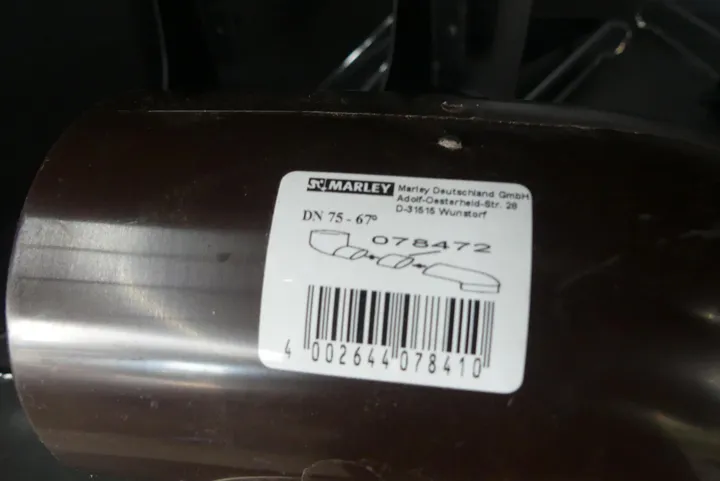 MARLEY
Marley Deutschland GmbH
Adolf-Oesterheld-Str. 28
D-31515 Wunstorf
DN 75 - 67°
078472
4 002644 078410